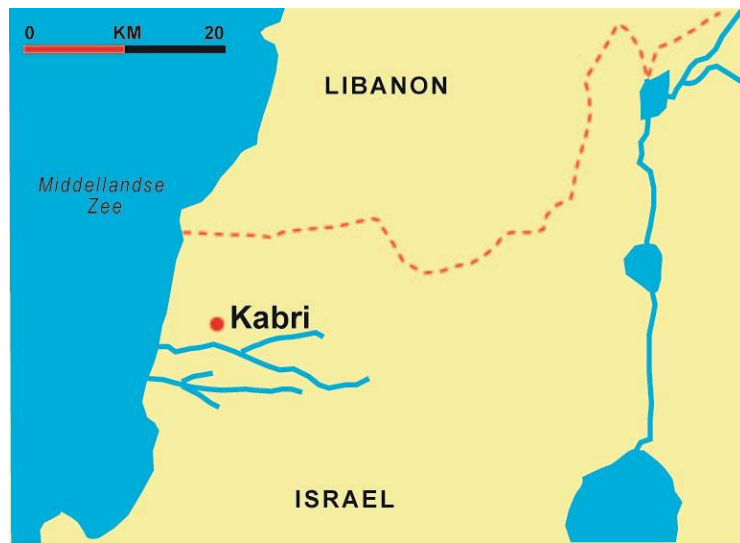 0 KM 20
LIBANON
Middellandse
Zee
Kabri
ISRAEL